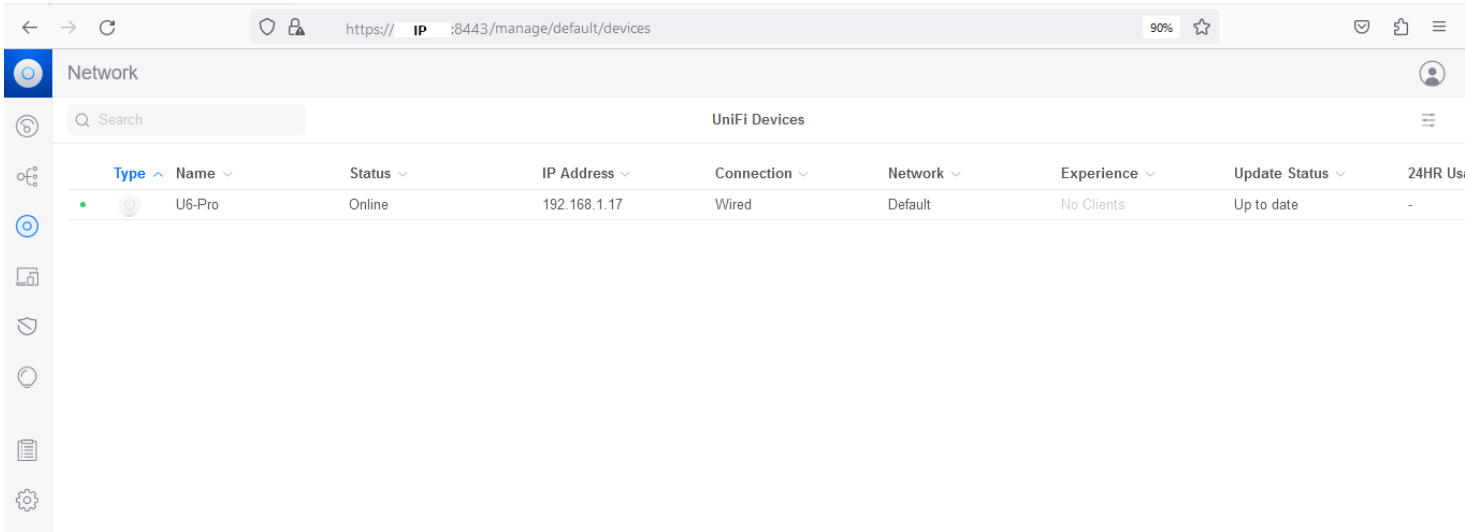 https:// IP :8443/manage/default/devices 90%
Network
Search UniFi Devices
Type Name Status IP Address Connection Network Experience Update Status 24HR Usa
U6-Pro Online 192.168.1.17 Wired Default No Clients Up to date -